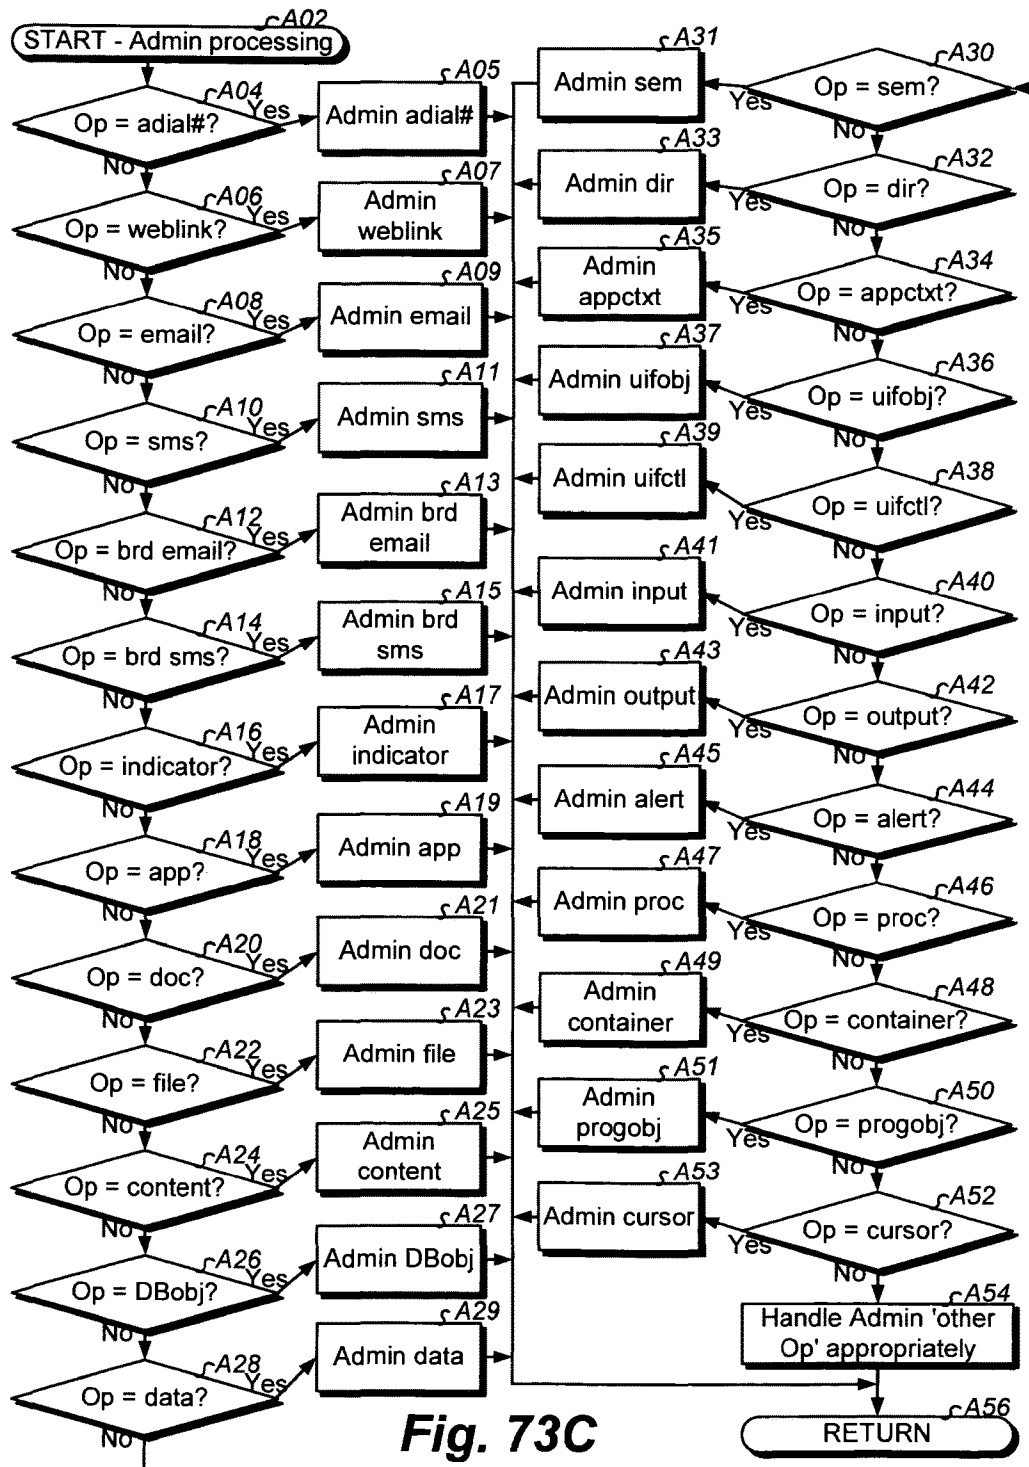 A02
START - Admin processing
A04
Op = adial#?
Yes
No
A05
Admin adial#
A06
Op = weblink?
Yes
No
A07
Admin
weblink
A08
Op = email?
Yes
No
A09
Admin email
A10
Op = sms?
Yes
No
A11
Admin sms
A12
Op = brd email?
Yes
No
A13
Admin brd
email
A14
Op = brd sms?
Yes
No
A15
Admin brd
sms
A16
Op = indicator?
Yes
No
A17
Admin
indicator
A18
Op = app?
Yes
No
A19
Admin app
A20
Op = doc?
Yes
No
A21
Admin doc
A22
Op = file?
Yes
No
A23
Admin file
A24
Op = content?
Yes
No
A25
Admin
content
A26
Op = DBobj?
Yes
No
A27
Admin DBobj
A28
Op = data?
Yes
No
A29
Admin data
A30
Op = sem?
Yes
No
A31
Admin sem
A32
Op = dir?
Yes
No
A33
Admin dir
A34
Op = appctxt?
Yes
No
A35
Admin
appctxt
A36
Op = uifobj?
Yes
No
A37
Admin uifobj
A38
Op = uifctl?
Yes
No
A39
Admin uifctl
A40
Op = input?
Yes
No
A41
Admin input
A42
Op = output?
Yes
No
A43
Admin output
A44
Op = alert?
Yes
No
A45
Admin alert
A46
Op = proc?
Yes
No
A47
Admin proc
A48
Op = container?
Yes
No
A49
Admin
container
A50
Op = progobj?
Yes
No
A51
Admin
progobj
A52
Op = cursor?
Yes
No
A53
Admin cursor
A54
Handle Admin 'other
Op' appropriately
A56
RETURN
Fig. 73C